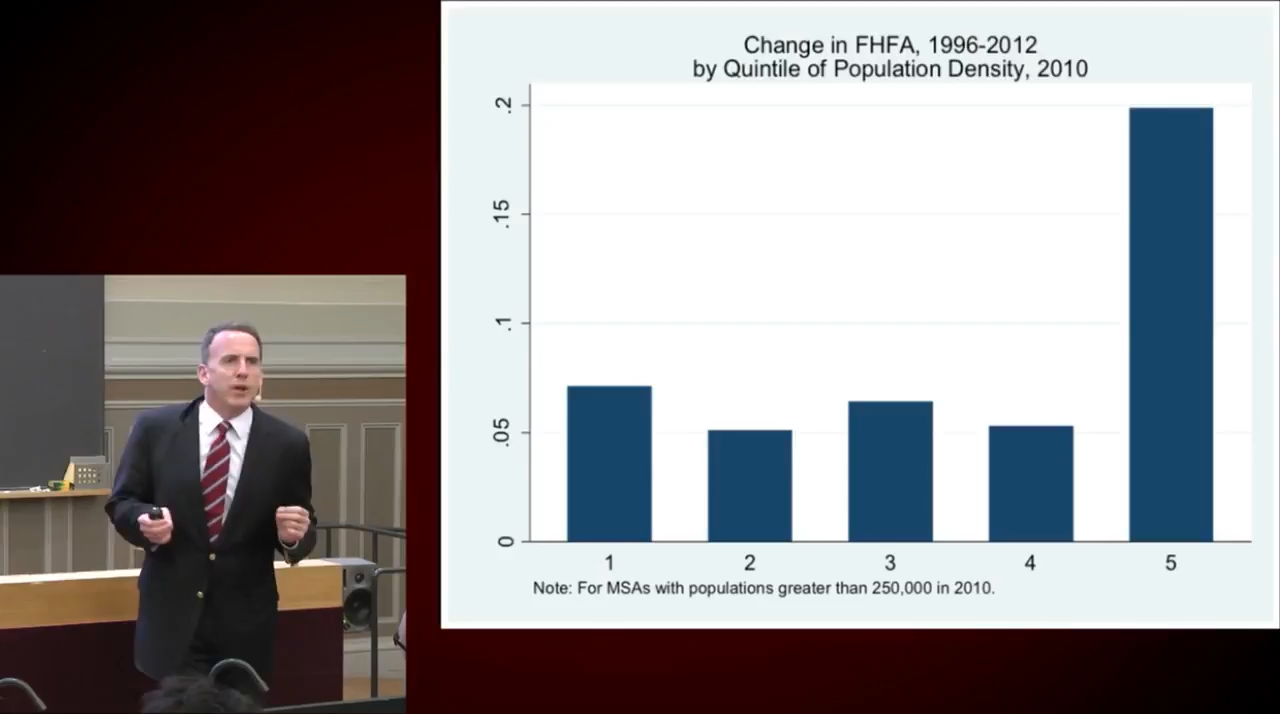 Change in FHFA, 1996-2012
by Quintile of Population Density, 2010
.2
.15
.1
.05
0
1 2 3 4 5
Note: For MSAs with populations greater than 250,000 in 2010.